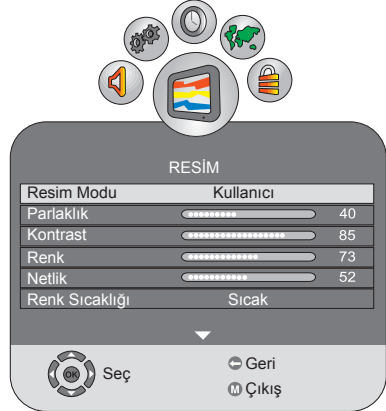 RESİM
Resim Modu Kullanıcı
Parlaklık 40
Kontrast 85
Renk 73
Netlik 52
Renk Sıcaklığı Sıcak
OK Seç
Geri
M Çıkış